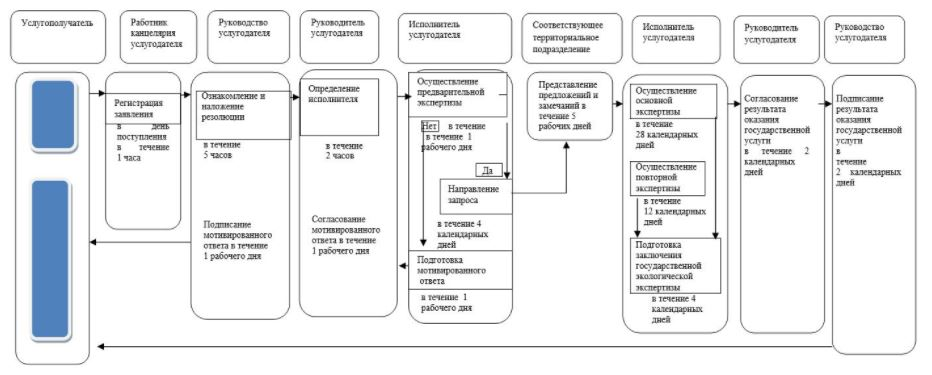 Услугополучатель
Работник
канцелярия
услугодателя
Руководство
услугодателя
Руководитель
услугодателя
Исполнитель
услугодателя
Соответствующее
территориальное
подразделение
Исполнитель
услугодателя
Руководитель
услугодателя
Руководство
услугодателя
Регистрация
заявления
в день
поступления
в течение
1 часа
Ознакомление и
наложение
резолюции
в течение
5 часов
Подписание
мотивированного
ответа в течение
1 рабочего дня
Определение
исполнителя
в течение
2 часов
Согласование
мотивированного
ответа в течение
1 рабочего дня
Осуществление
предварительной
экспертизы
Нет в течение
в течение 1
рабочего дня
Да
Направление
запроса
в течение 4
календарных
дней
Подготовка
мотивированного
ответа
в течение 1
рабочего дня
Представление
предложений и
замечаний в
течение 5
рабочих дней
Осуществление
основной
экспертизы
в течение
28 календарных
дней
Осуществление
повторной
экспертизы
в течение
12 календарных
дней
Подготовка
заключения
государственной
экологической
экспертизы
в течение 4
календарных
дней
Согласование
результата
оказания
государственной
услуги
в течение 2
календарных
дней
Подписание
результата
оказания
государственной
услуги
в
течение
2 календарных
дней